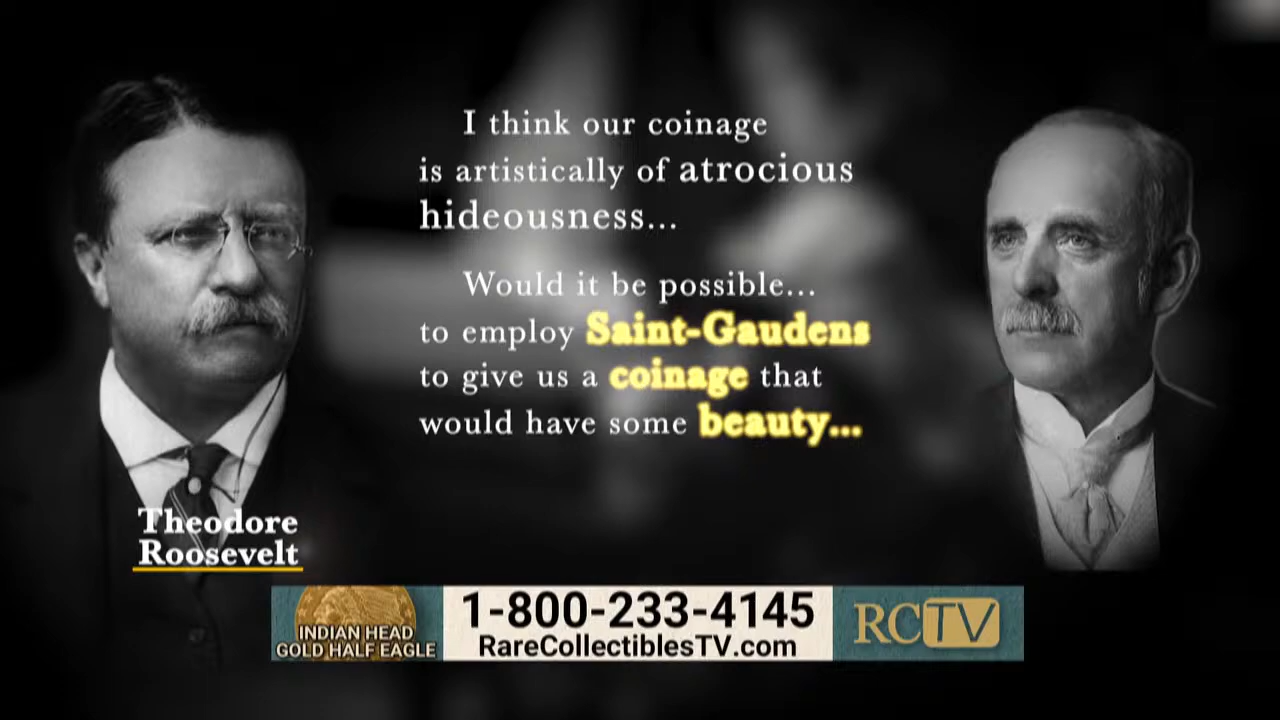 I think our coinage
is artistically of atrocious
hideousness...
Would it be possible...
to employ Saint-Gaudens
to give us a coinage that
would have some beauty...
Theodore
Roosevelt
INDIAN HEAD
GOLD HALF EAGLE
1-800-233-4145
RareCollectiblesTV.com
RCTV